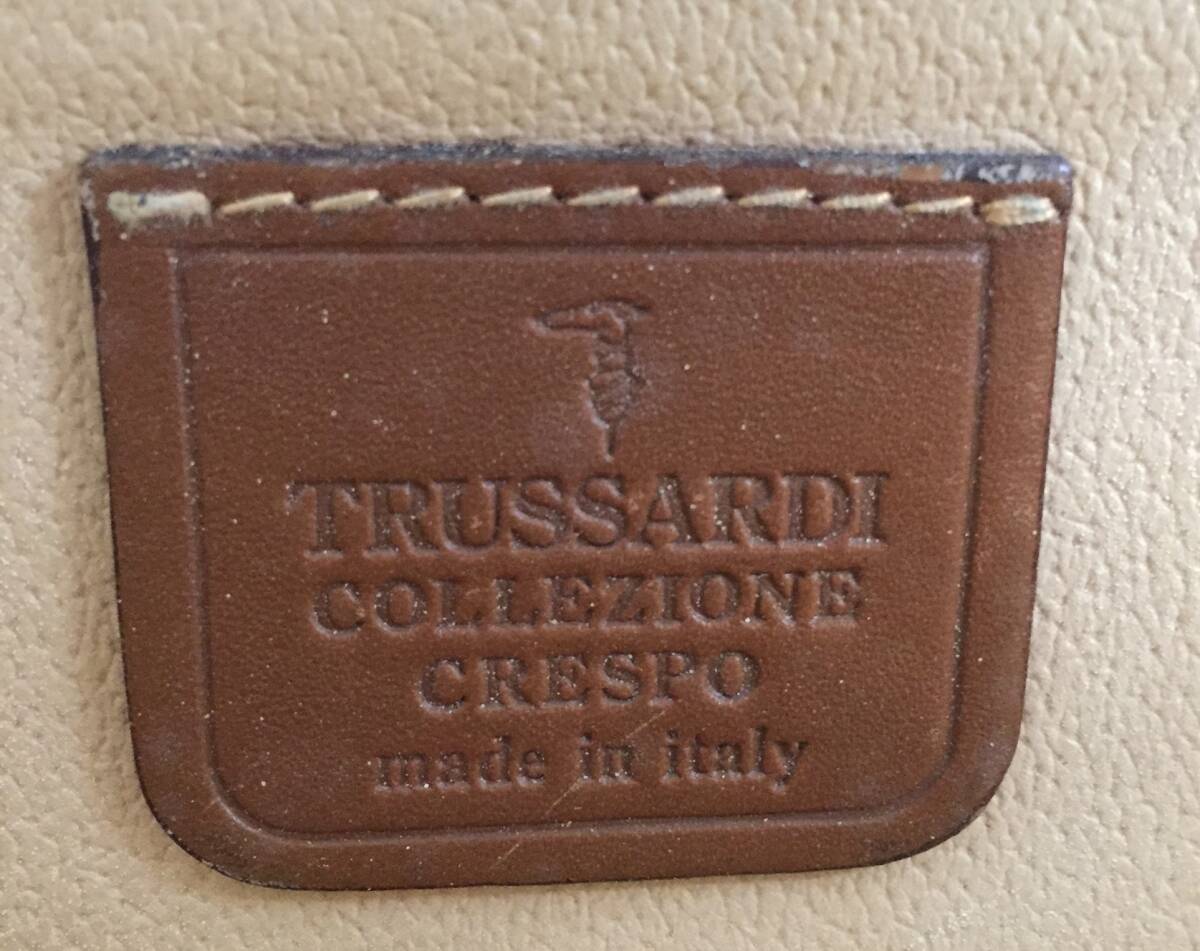 TRUSSARDI
COLLEZIONE
CRESPO
made in italy